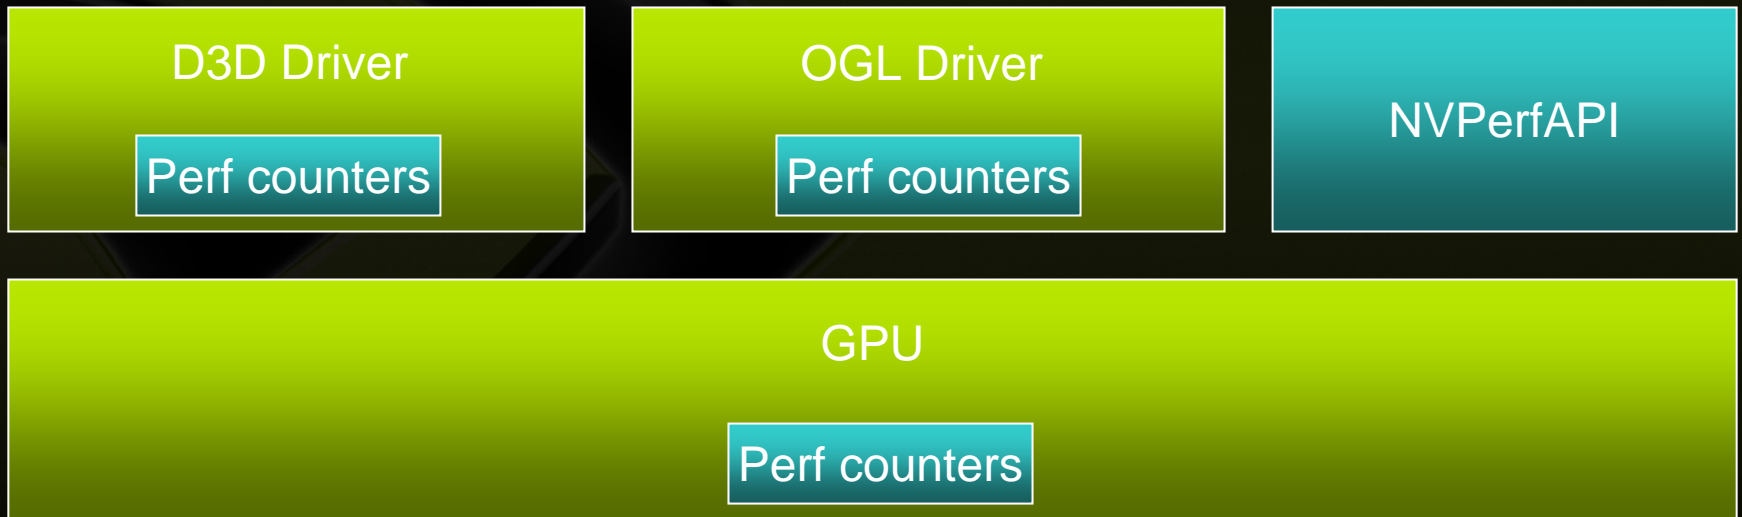 D3D Driver
Perf counters
OGL Driver
Perf counters
NVPerfAPI
GPU
Perf counters